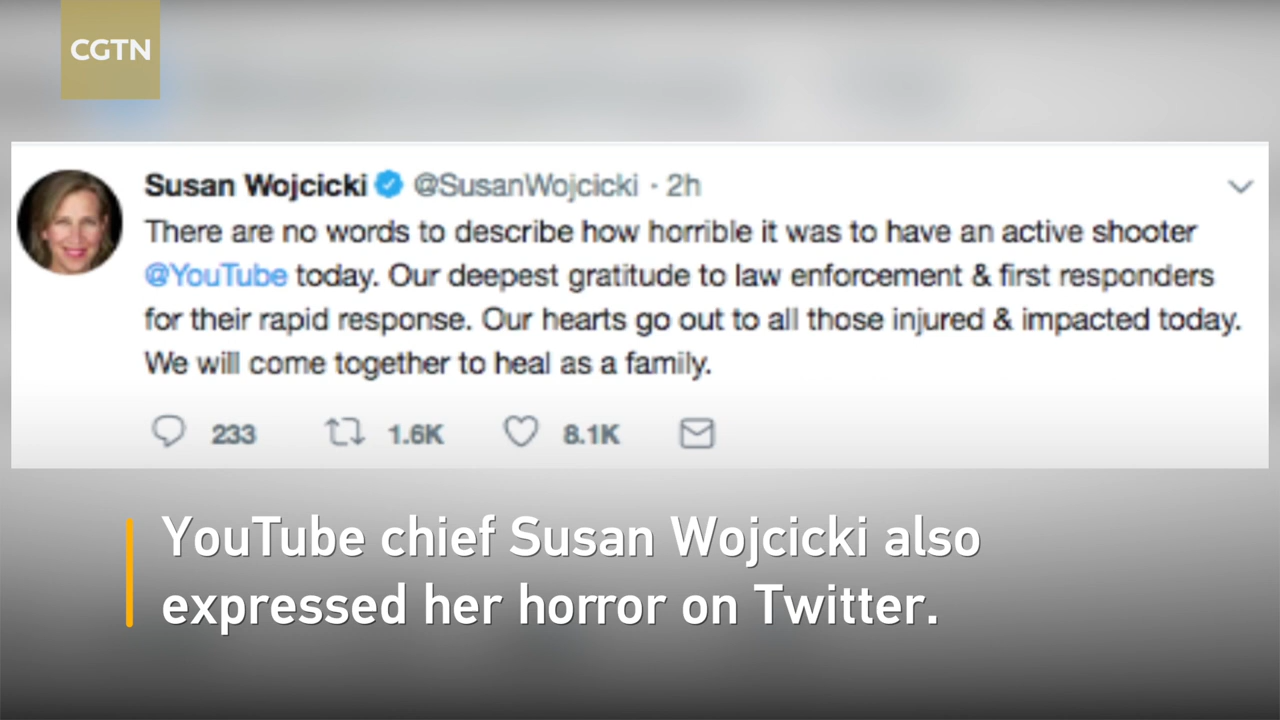 CGTN
Susan Wojcicki @SusanWojcicki · 2h
There are no words to describe how horrible it was to have an active shooter
@YouTube today. Our deepest gratitude to law enforcement & first responders
for their rapid response. Our hearts go out to all those injured & impacted today.
We will come together to heal as a family.
233 1.6K 8.1K
YouTube chief Susan Wojcicki also
expressed her horror on Twitter.